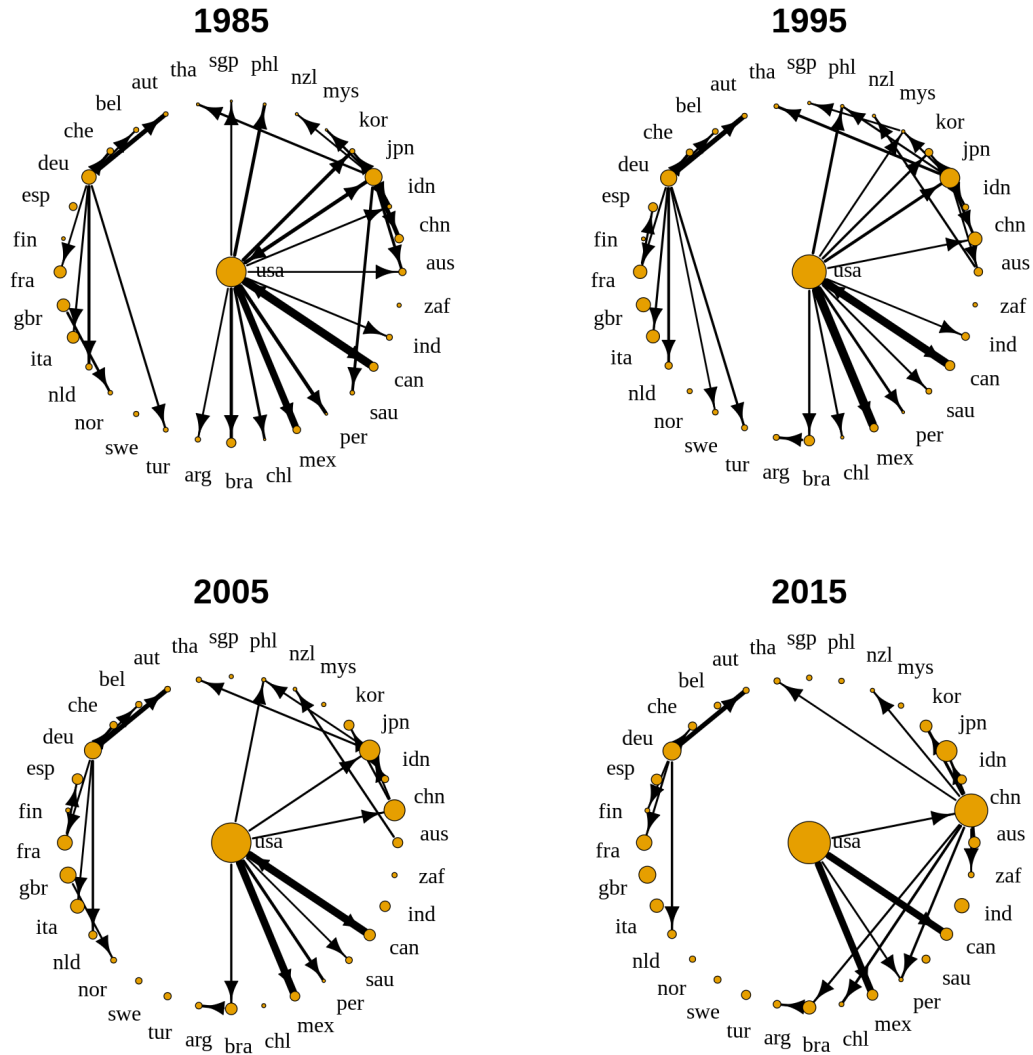 1985
sgp
phl
tha
nzl
aut
mys
bel
kor
che
jpn
deu
idn
esp
chn
fin
aus
usa
fra
zaf
gbr
ind
ita
can
nld
sau
nor
per
swe
mex
tur
chl
arg
bra
1995
sgp
phl
tha
nzl
aut
mys
bel
kor
che
jpn
deu
idn
esp
chn
fin
aus
usa
fra
zaf
gbr
ind
ita
can
nld
sau
nor
per
swe
mex
tur
chl
arg
bra
2005
sgp
phl
tha
nzl
aut
mys
bel
kor
che
jpn
deu
idn
esp
chn
fin
aus
usa
fra
zaf
gbr
ind
ita
can
nld
sau
nor
per
swe
mex
tur
chl
arg
bra
2015
sgp
phl
tha
nzl
aut
mys
bel
kor
che
jpn
deu
idn
esp
chn
fin
aus
usa
fra
zaf
gbr
ind
ita
can
nld
sau
nor
per
swe
mex
tur
chl
arg
bra